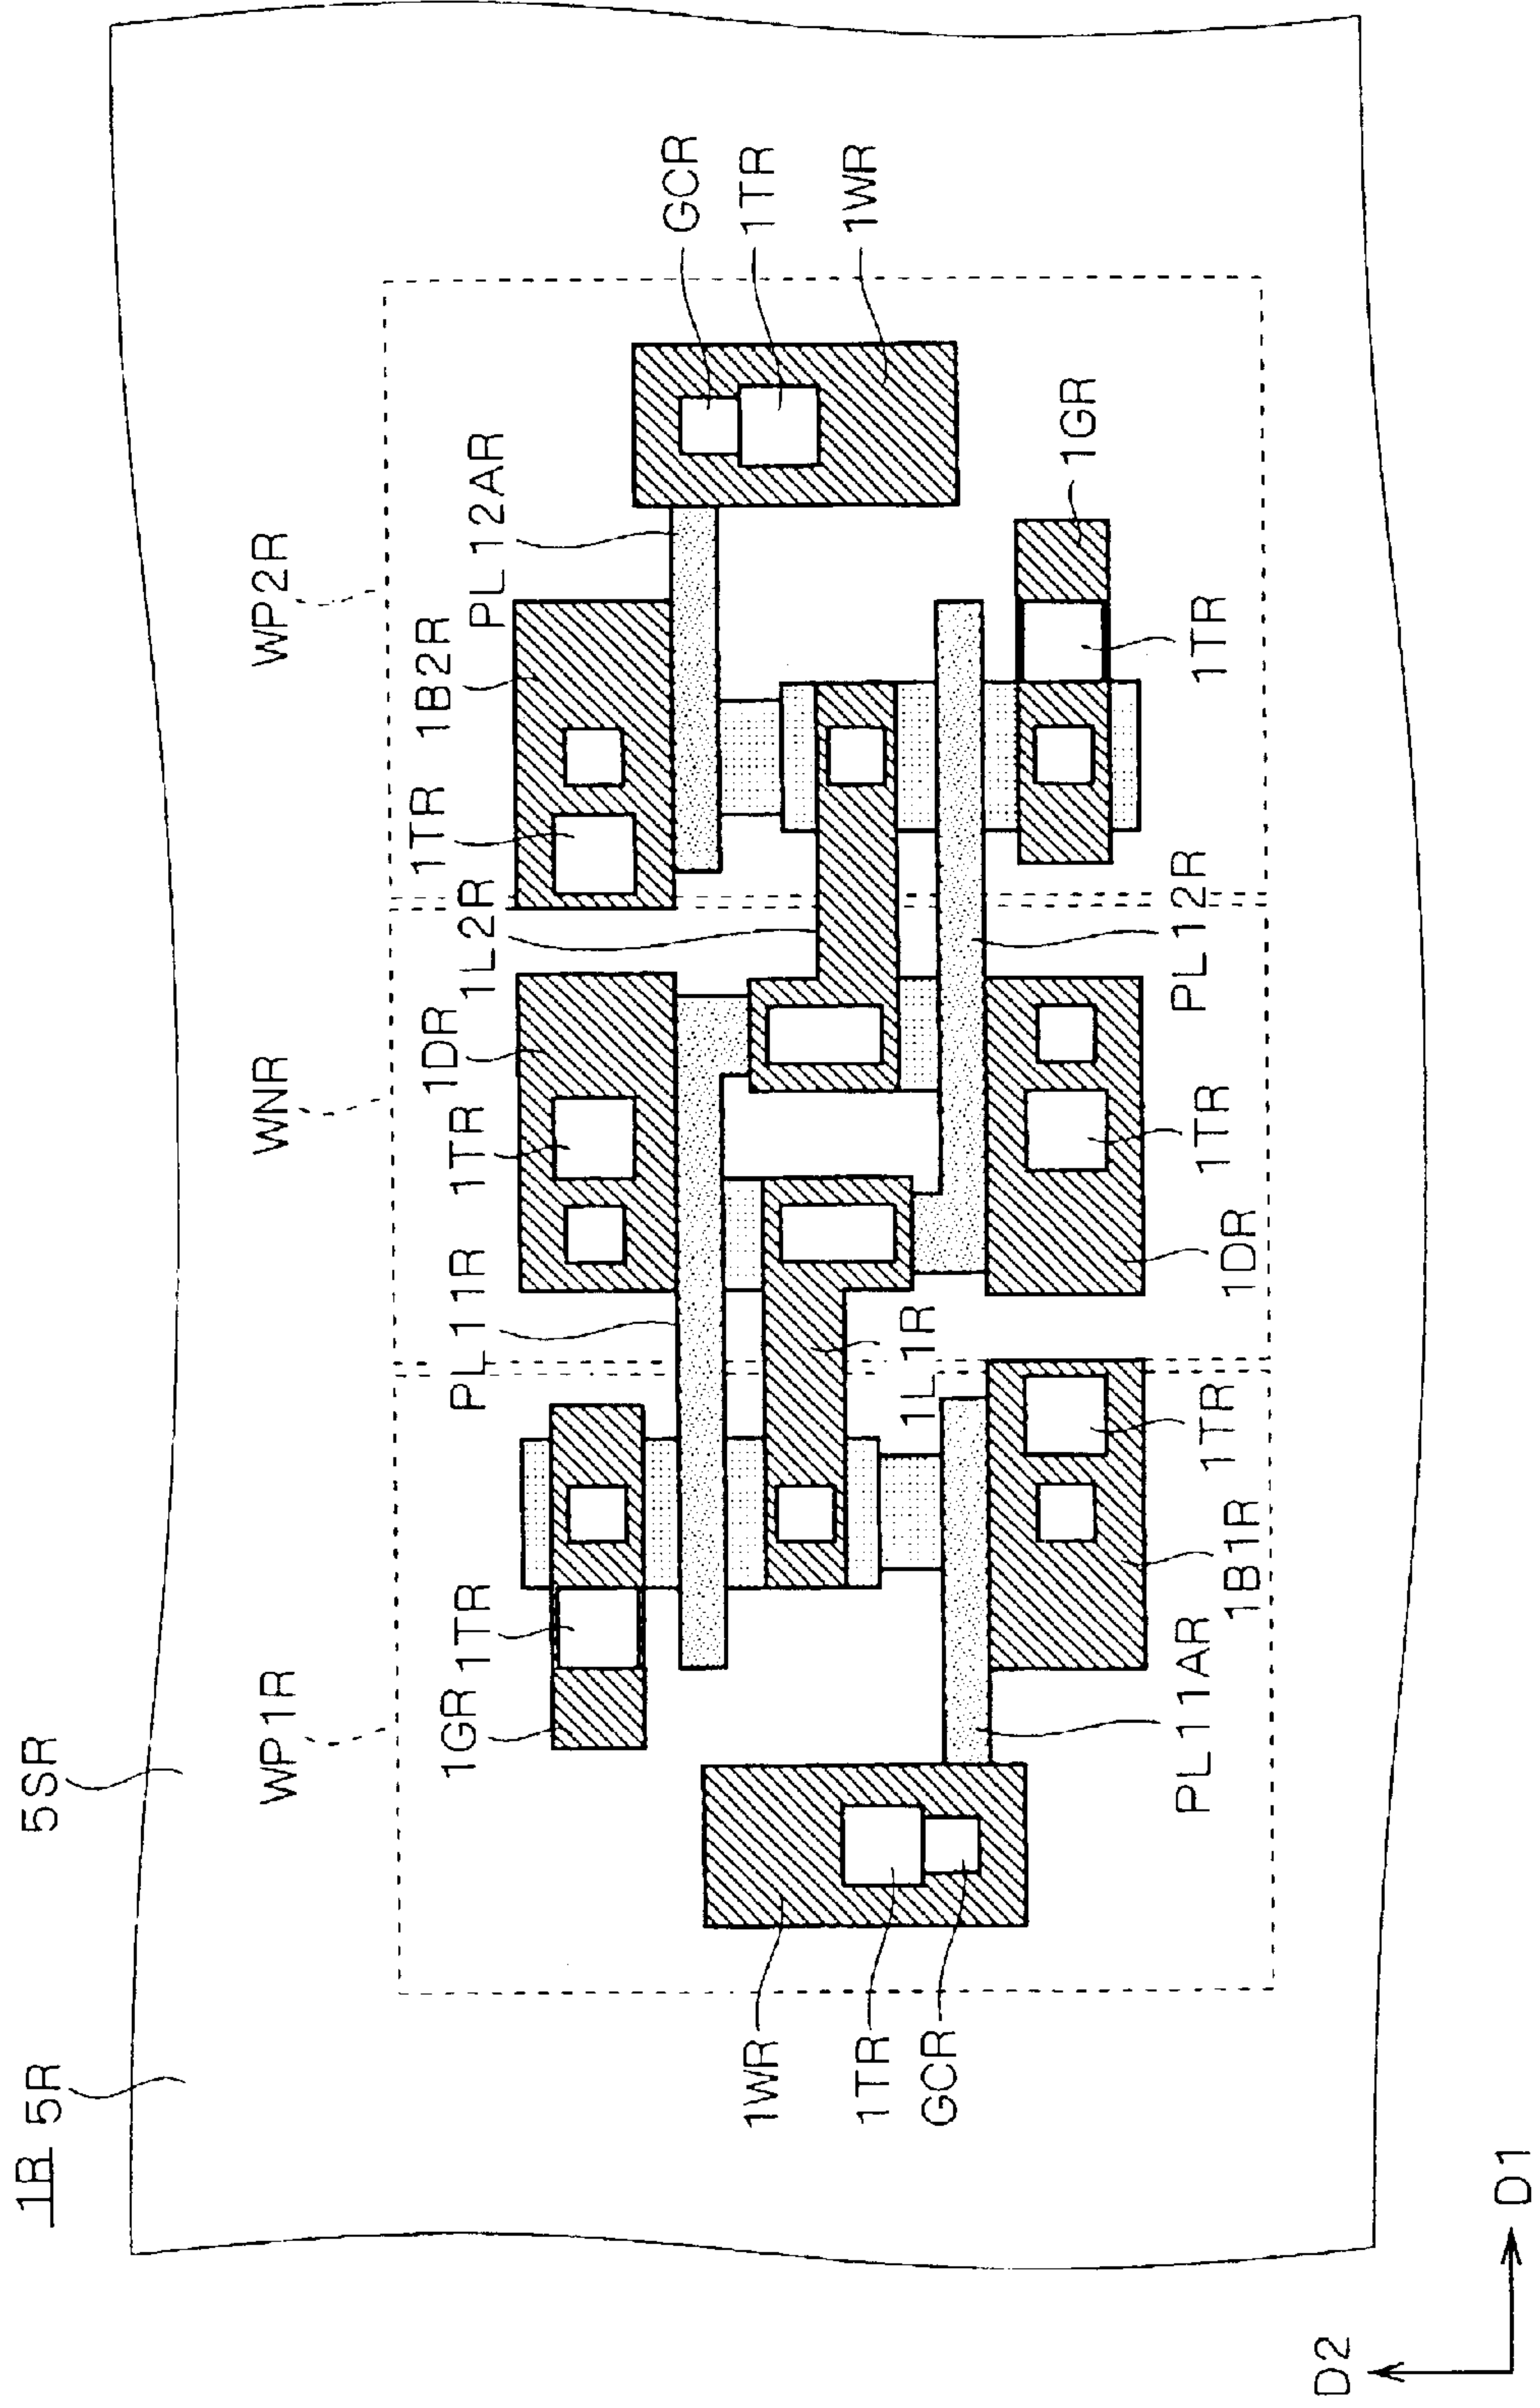 1R
5R
5SR
WP1R
WNR
WP2R
1GR
1TR
PL11R
1TR
1DR
1L2R
1TR
1B2R
PL12AR
GCR
1TR
1WR
1WR
1TR
GCR
PL11AR
1B1R
1TR
1L1R
1DR
1TR
PL12R
1TR
1GR
D2
D1